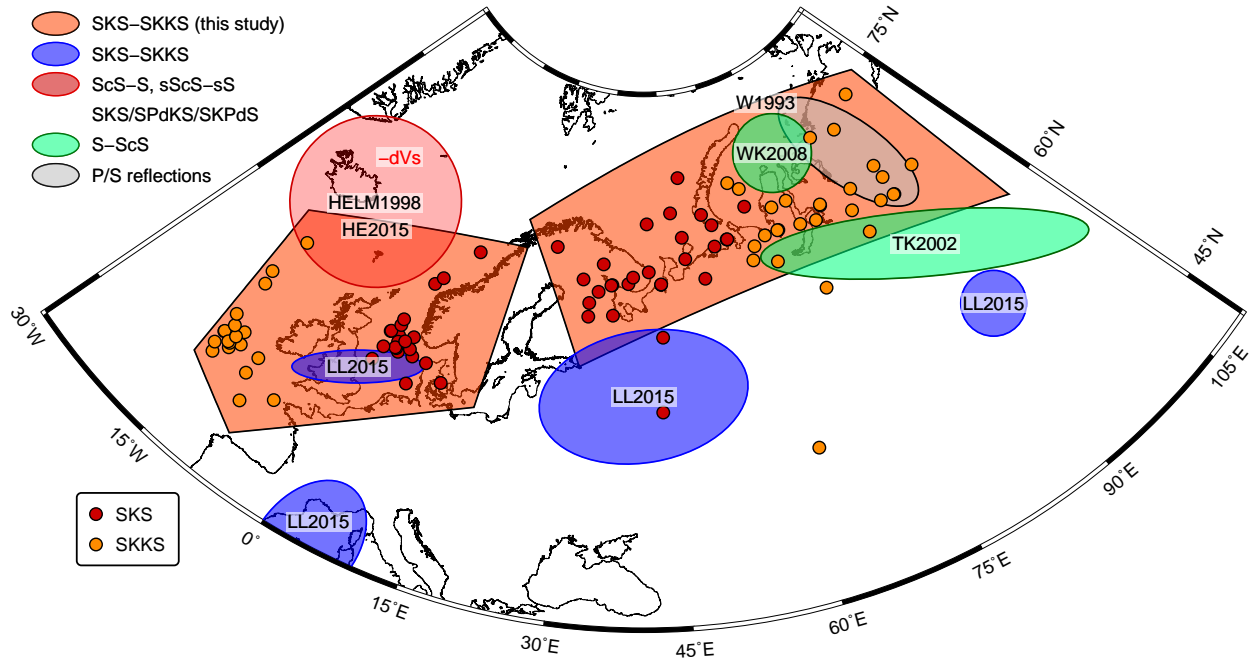 SKS−SKKS (this study)
SKS−SKKS
ScS−S, sScS−sS
SKS/SPdKS/SKPdS
S−ScS
P/S reflections
75˚N
60˚N
45˚N
W1993
WK2008
−dVs
HELM1998
HE2015
TK2002
LL2015
LL2015
LL2015
LL2015
30˚W
15˚W
0˚
15˚E
30˚E
45˚E
60˚E
75˚E
90˚E
105˚E
SKS
SKKS